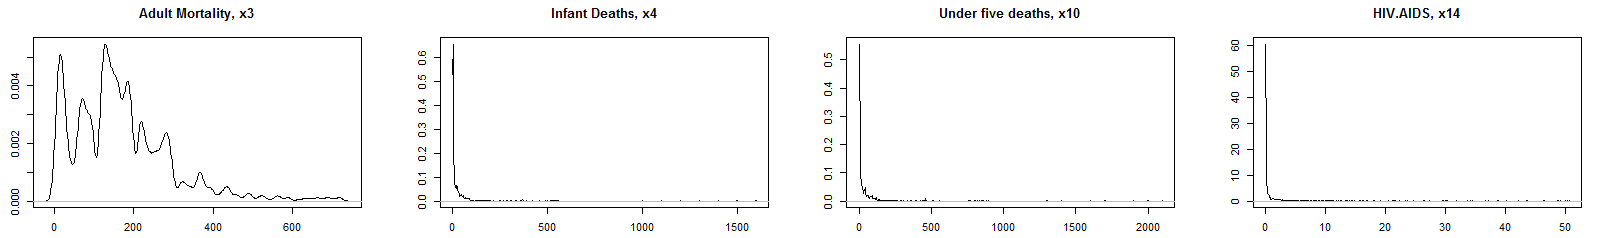 Adult Mortality, x3
0.000 0.002 0.004
0 200 400 600
Infant Deaths, x4
0.0 0.1 0.2 0.3 0.4 0.5 0.6
0 500 1000 1500
Under five deaths, x10
0.0 0.1 0.2 0.3 0.4 0.5
0 500 1000 1500 2000
HIV.AIDS, x14
0 10 20 30 40 50 60
0 10 20 30 40 50